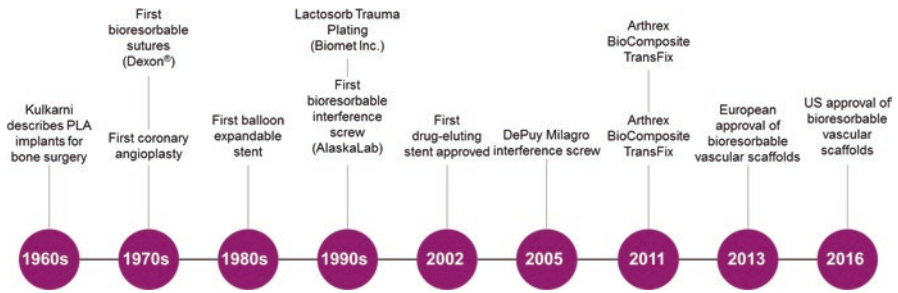 First
bioresorbable
sutures
(Dexon®)
Lactosorb Trauma
Plating
(Biomet Inc.)
Arthrex
BioComposite
TransFix
Kulkarni
describes PLA
implants for
bone surgery
First coronary
angioplasty
First balloon
expandable
stent
First
bioresorbable
interference
screw
(AlaskaLab)
First
drug-eluting
stent approved
DePuy Milagro
interference screw
Arthrex
BioComposite
TransFix
European
approval of
bioresorbable
vascular scaffolds
US approval of
bioresorbable
vascular
scaffolds
1960s
1970s
1980s
1990s
2002
2005
2011
2013
2016